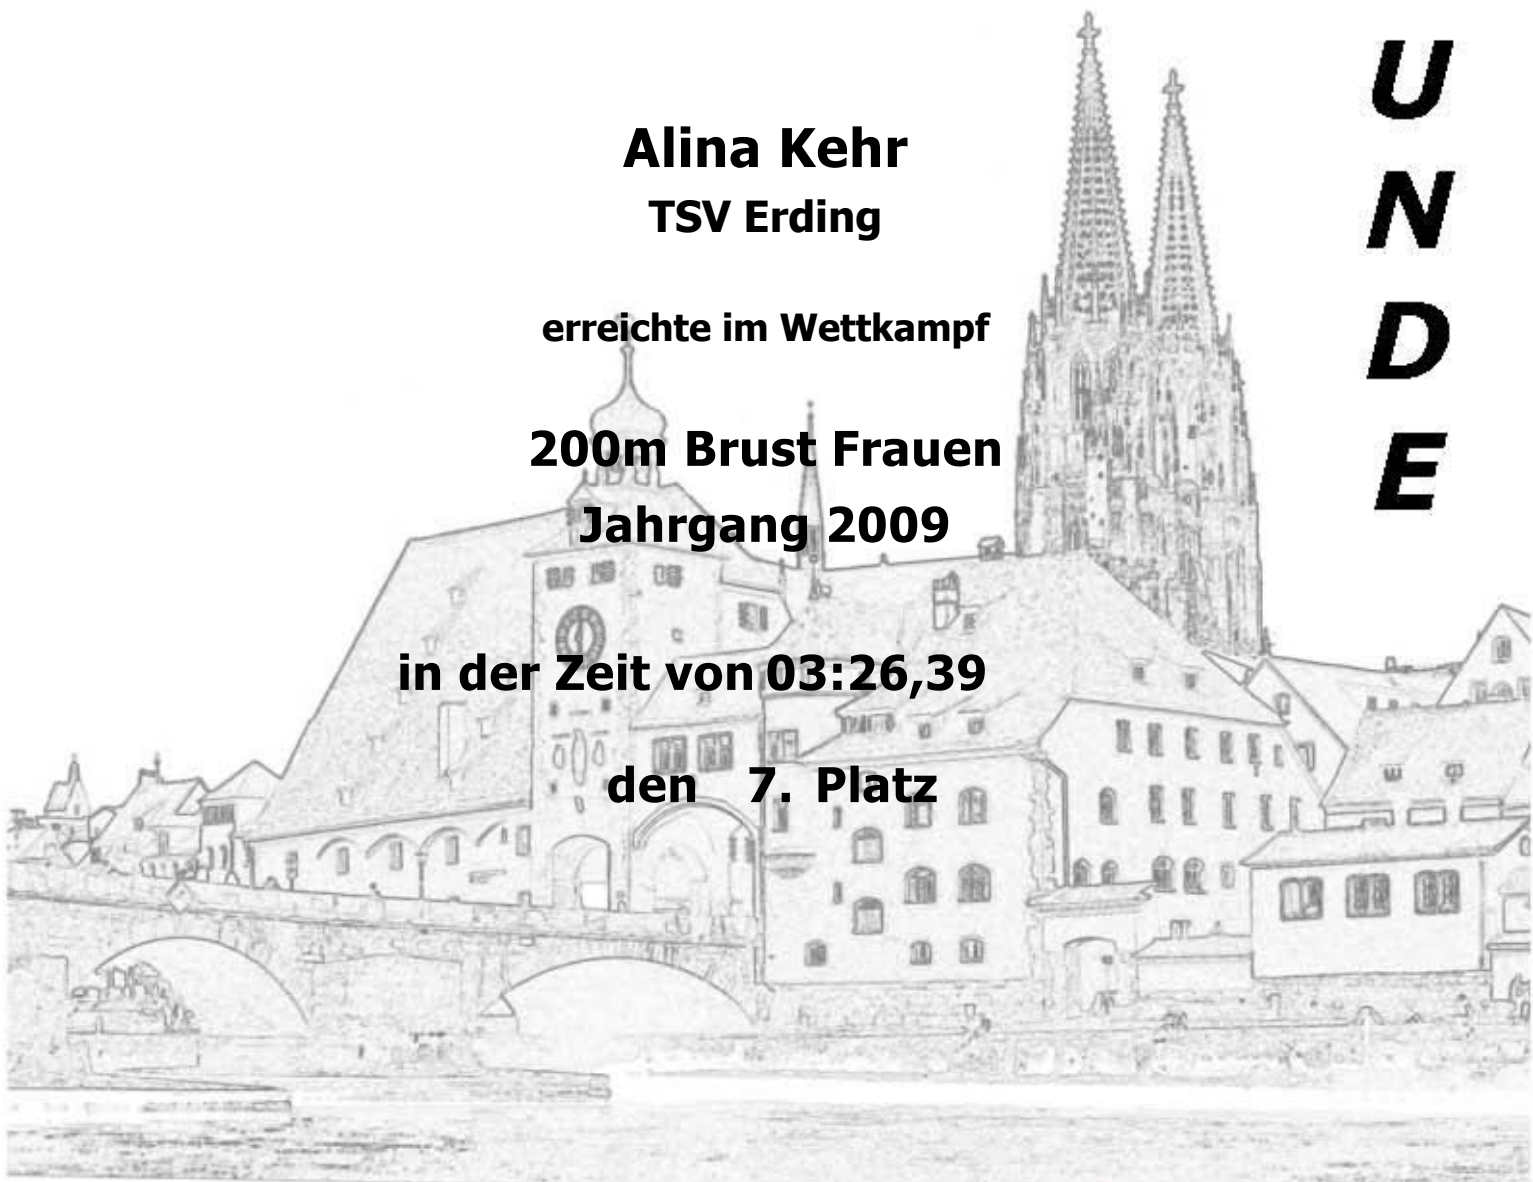 Alina Kehr
TSV Erding
erreichte im Wettkampf
200m Brust Frauen
Jahrgang 2009
in der Zeit von 03:26,39
den 7. Platz
U
N
D
E